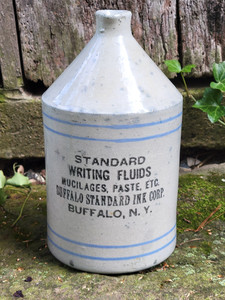 STANDARD
WRITING FLUIDS
MUCILAGES, PASTE, ETC.
BUFFALO STANDARD INK CORP.
BUFFALO, N.Y.